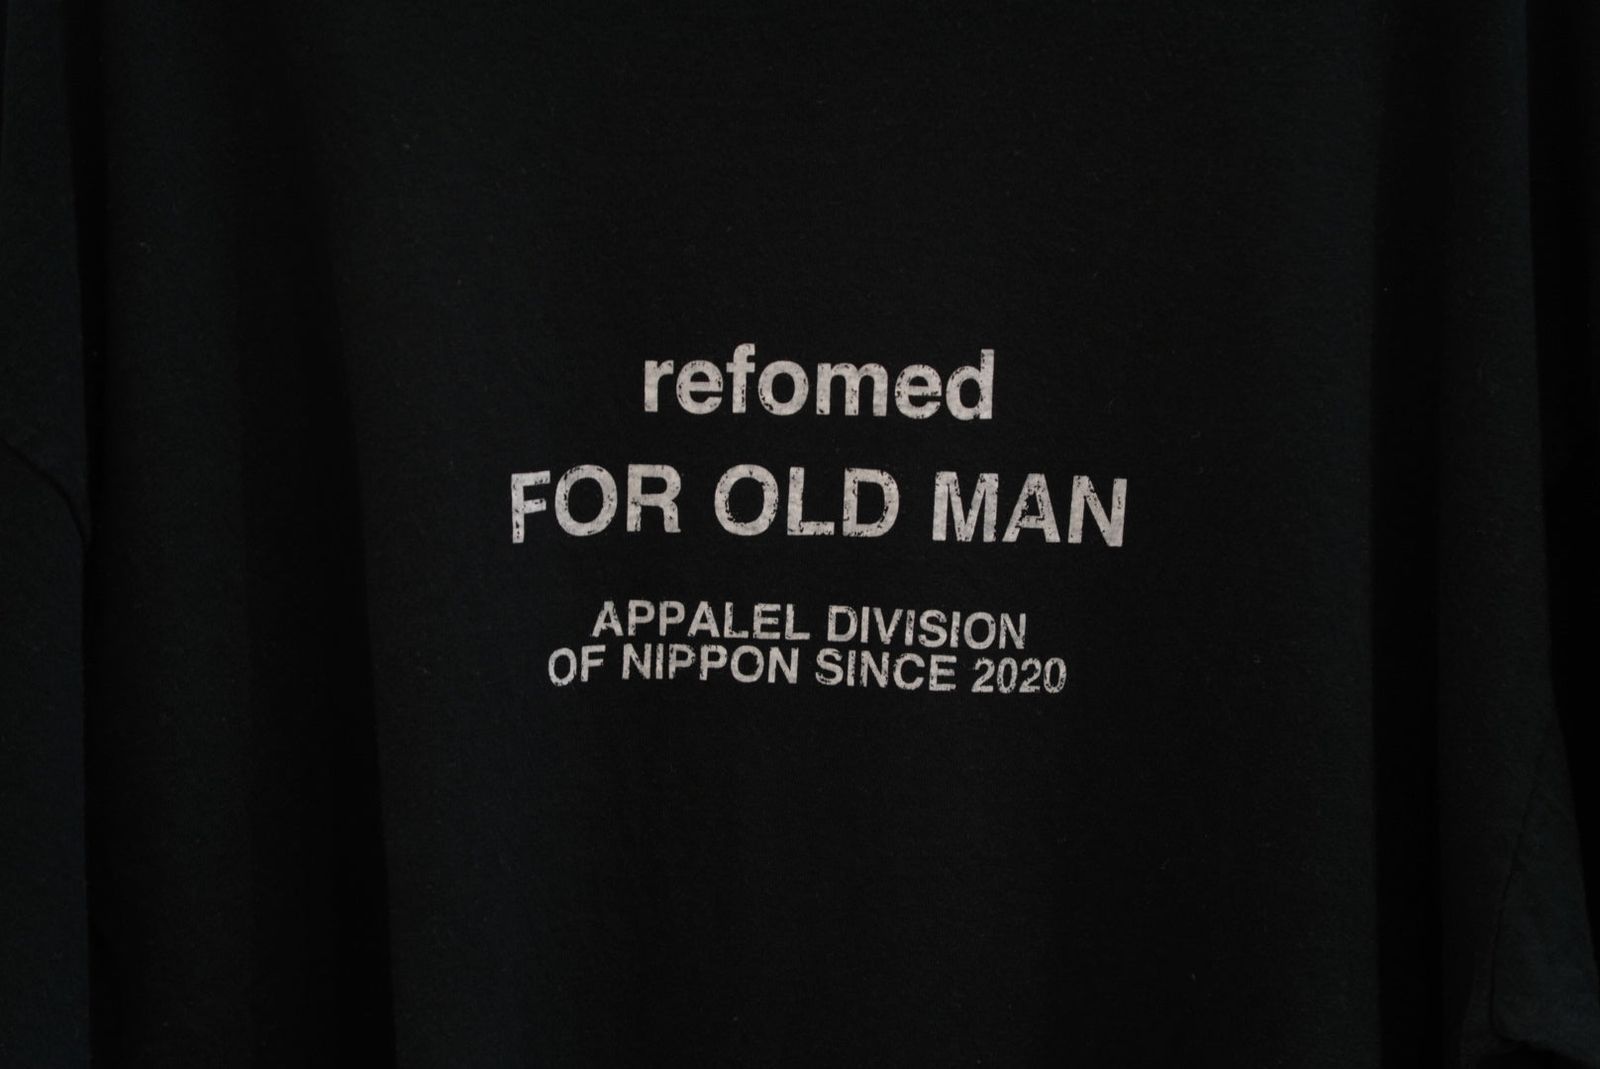 refomed
FOR OLD MAN
APPALEL DIVISION
OF NIPPON SINCE 2020